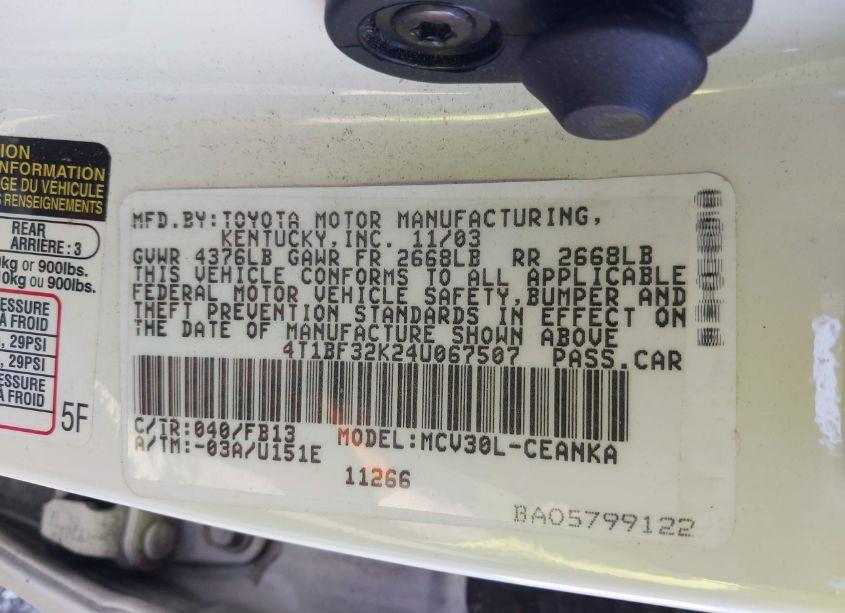 ION
INFORMATION
GE DU VÉHICULE
S RENSEIGNEMENTS
REAR
ARRIÈRE : 3
kg or 900lbs.
0kg ou 900lbs.
ESSURE
À FROID
, 29PSI
, 29PSI
ESSURE
À FROID
5F
MFD.BY:TOYOTA MOTOR MANUFACTURING,
KENTUCKY,INC. 11/03
GVWR 4376LB GAWR FR 2668LB RR 2668LB
THIS VEHICLE CONFORMS TO ALL APPLICABLE
FEDERAL MOTOR VEHICLE SAFETY,BUMPER AND
THEFT PREVENTION STANDARDS IN EFFECT ON
THE DATE OF MANUFACTURE SHOWN ABOVE
4T1BF32K24U067507 PASS.CAR
C/TR:040/FB13 MODEL:MCV30L-CEANKA
A/TM:-03A/U151E
11266
BA05799122